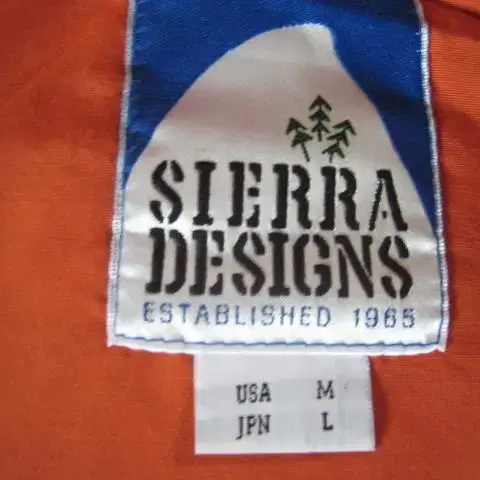 SIERRA
DESIGNS
ESTABLISHED 1965
USA M
JPN L